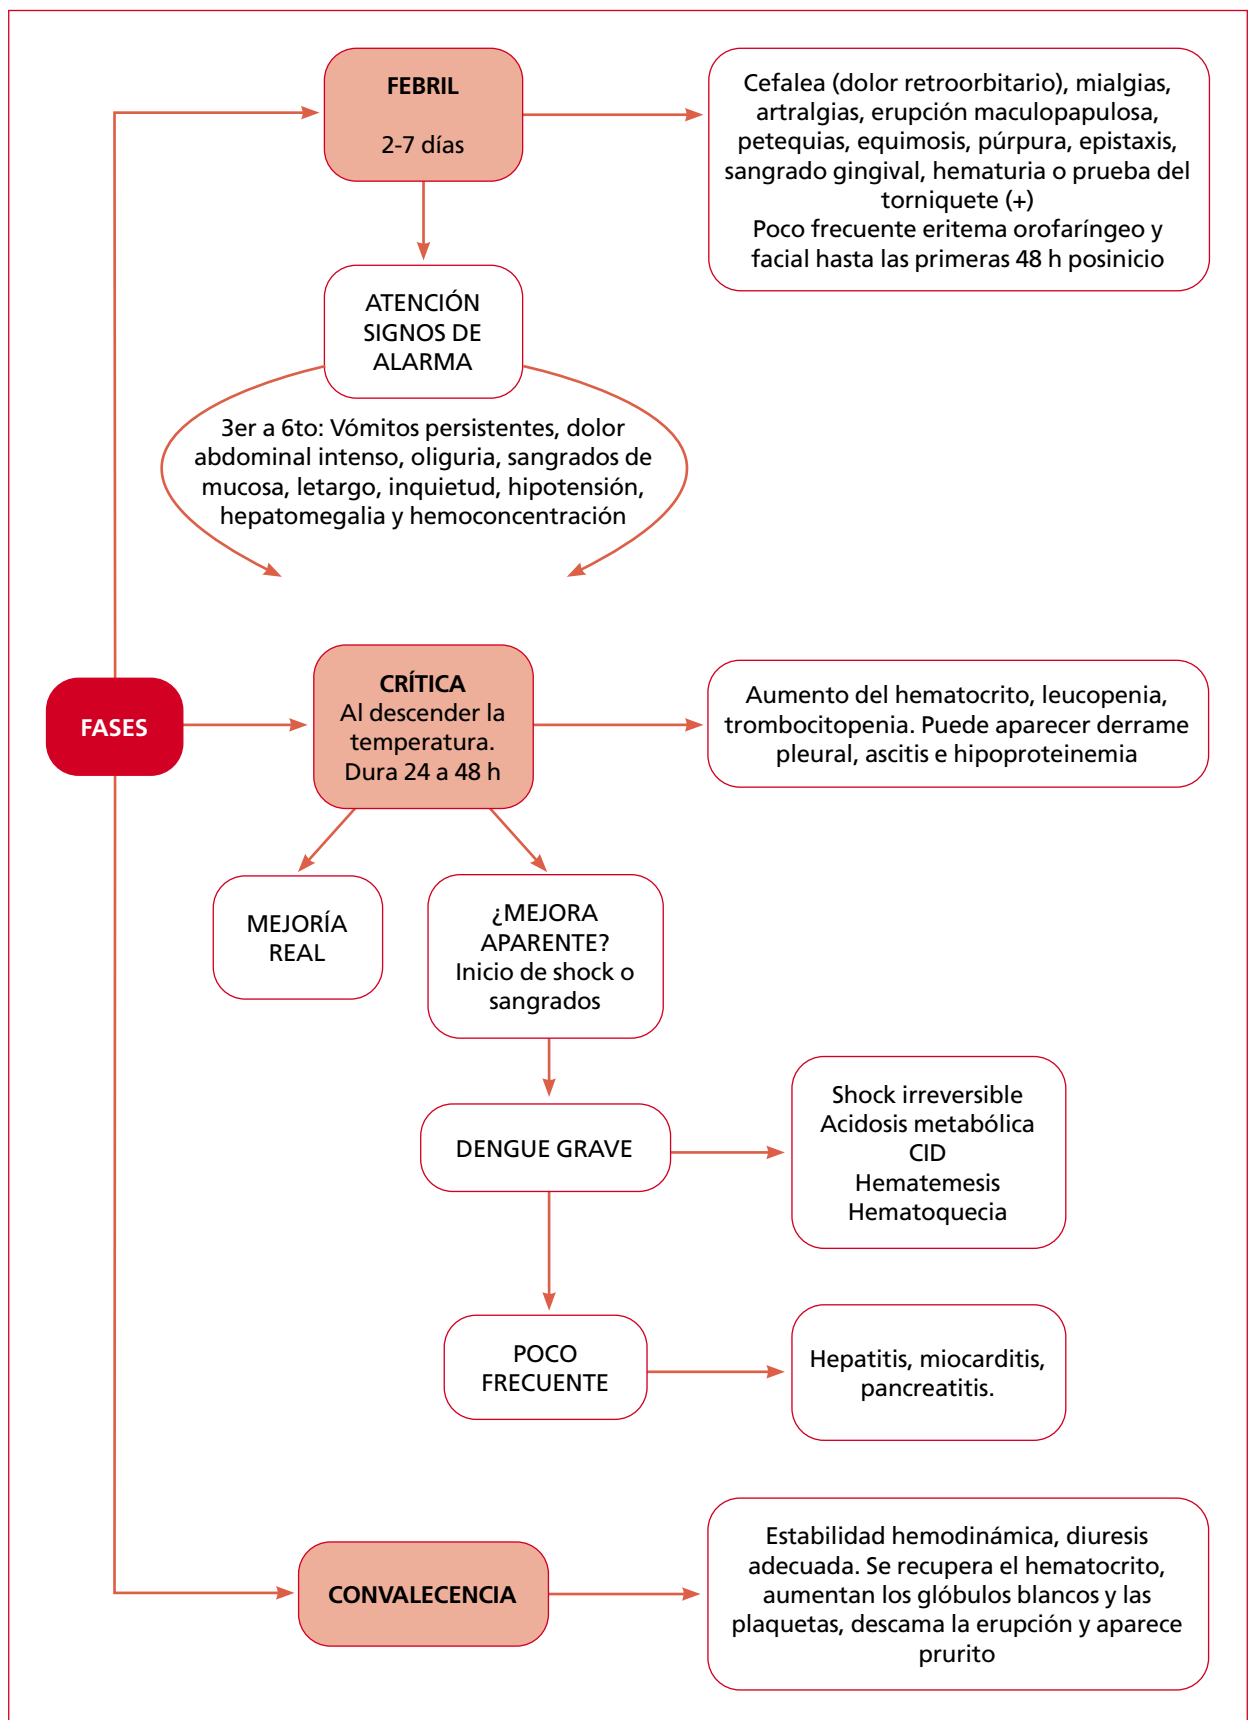 FEBRIL
2-7 días
Cefalea (dolor retroorbitario), mialgias,
artralgias, erupción maculopapulosa,
petequias, equimosis, púrpura, epistaxis,
sangrado gingival, hematuria o prueba del
torniquete (+)
Poco frecuente eritema orofaríngeo y
facial hasta las primeras 48 h posinicio
ATENCIÓN
SIGNOS DE
ALARMA
3er a 6to: Vómitos persistentes, dolor
abdominal intenso, oliguria, sangrados de
mucosa, letargo, inquietud, hipotensión,
hepatomegalia y hemoconcentración
FASES
CRÍTICA
Al descender la
temperatura.
Dura 24 a 48 h
Aumento del hematocrito, leucopenia,
trombocitopenia. Puede aparecer derrame
pleural, ascitis e hipoproteinemia
MEJORÍA
REAL
¿MEJORA
APARENTE?
Inicio de shock o
sangrados
DENGUE GRAVE
Shock irreversible
Acidosis metabólica
CID
Hematemesis
Hematoquecia
POCO
FRECUENTE
Hepatitis, miocarditis,
pancreatitis.
CONVALECENCIA
Estabilidad hemodinámica, diuresis
adecuada. Se recupera el hematocrito,
aumentan los glóbulos blancos y las
plaquetas, descama la erupción y aparece
prurito